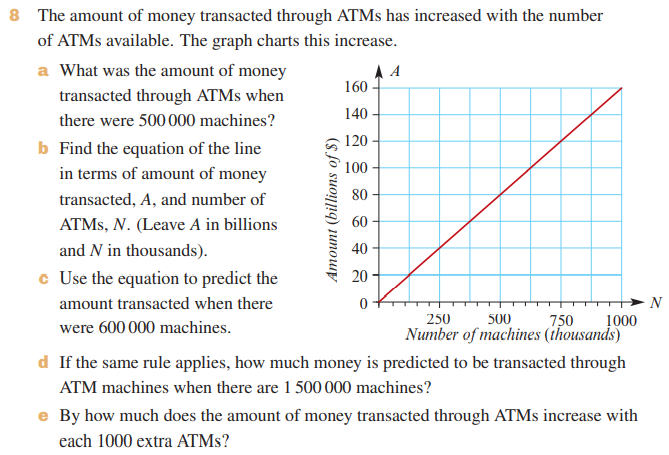 8 The amount of money transacted through ATMs has increased with the number
of ATMs available. The graph charts this increase.
a What was the amount of money
transacted through ATMs when
there were 500 000 machines?
b Find the equation of the line
in terms of amount of money
transacted, A, and number of
ATMs, N. (Leave A in billions
and N in thousands).
c Use the equation to predict the
amount transacted when there
were 600 000 machines.
A
160
140
120
100
80
60
40
20
0
Amount (billions of $)
250 500 750 1000
N
Number of machines (thousands)
d If the same rule applies, how much money is predicted to be transacted through
ATM machines when there are 1 500 000 machines?
e By how much does the amount of money transacted through ATMs increase with
each 1000 extra ATMs?